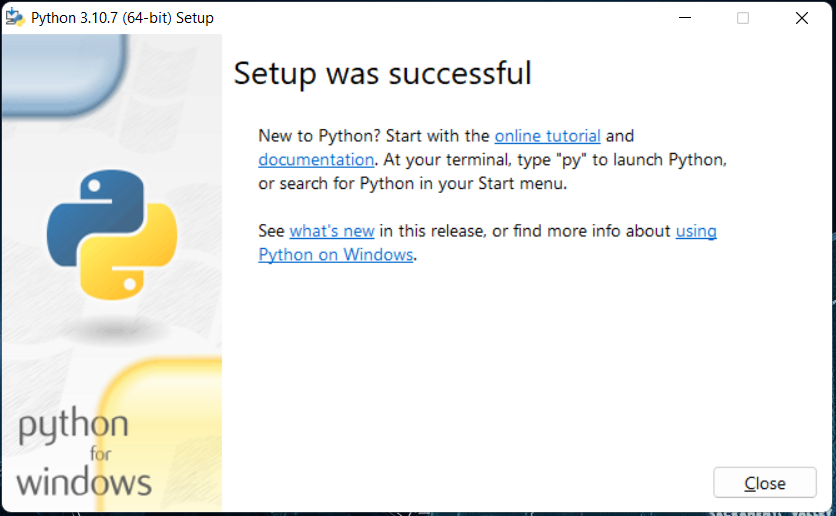 Python 3.10.7 (64-bit) Setup
Setup was successful
New to Python? Start with the online tutorial and
documentation. At your terminal, type "py" to launch Python,
or search for Python in your Start menu.
See what's new in this release, or find more info about using
Python on Windows.
python
for
windows
Close